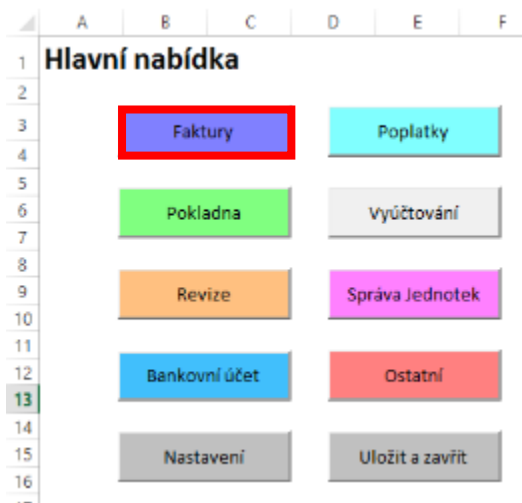 A B C D E F
1 Hlavní nabídka
2
3 Faktury Poplatky
4
5
6 Pokladna Vyúčtování
7
8
9 Revize Správa Jednotek
10
11
12 Bankovní účet Ostatní
13
14
15 Nastavení Uložit a zavřít
16